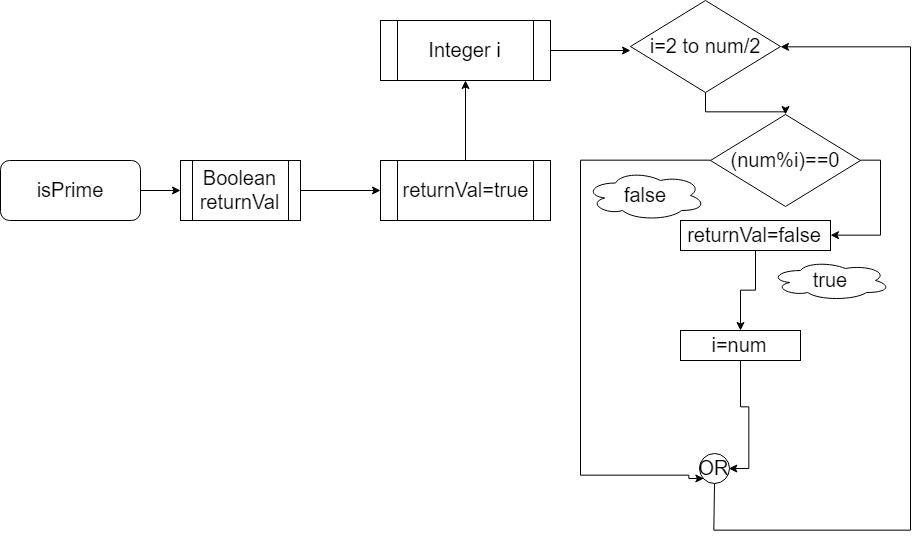 Integer i
i=2 to num/2
isPrime
Boolean
returnVal
returnVal=true
(num%i)==0
false
returnVal=false
true
i=num
OR